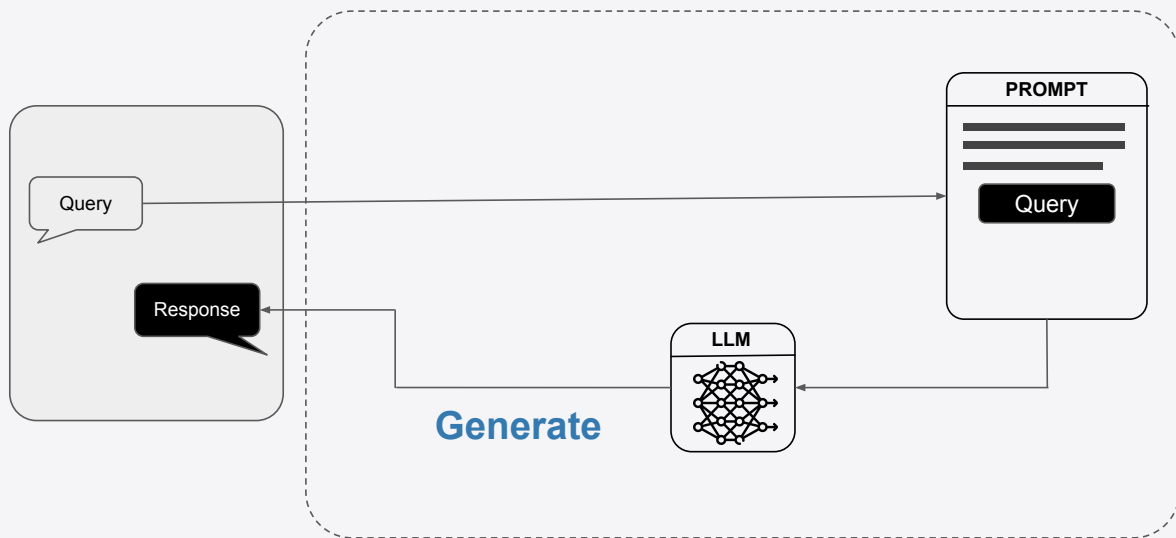 PROMPT
Query
Query
Response
LLM
Generate